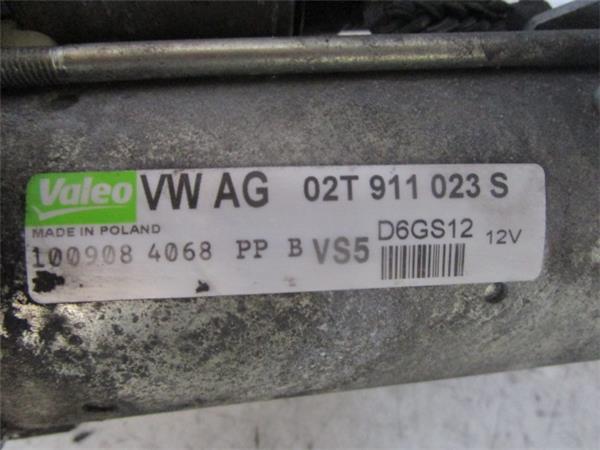 Valeo VW AG 02T 911 023 S
MADE IN POLAND D6GS12 12V
100908 4068 PP B VS5